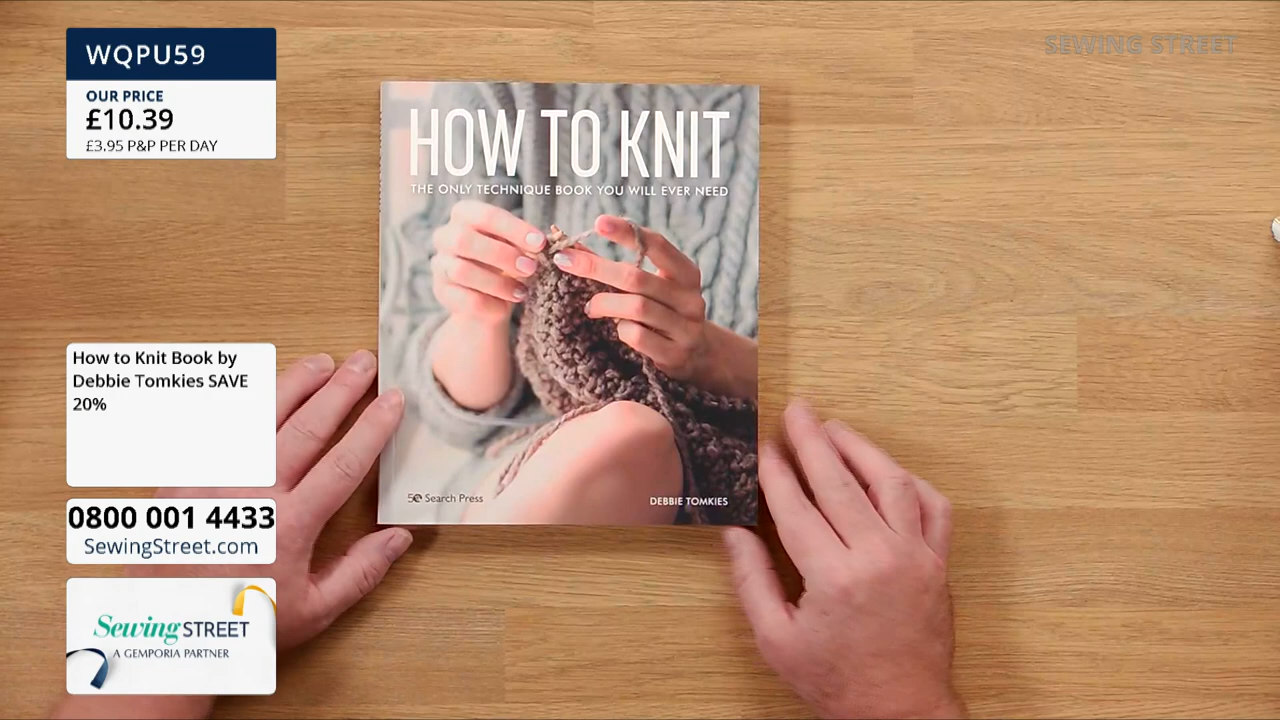 WQPU59
OUR PRICE
£10.39
£3.95 P&P PER DAY
How to Knit Book by
Debbie Tomkies SAVE
20%
0800 001 4433
SewingStreet.com
Sewing STREET
A GEMPORIA PARTNER
SEWING STREET
HOW TO KNIT
THE ONLY TECHNIQUE BOOK YOU WILL EVER NEED
50 Search Press
DEBBIE TOMKIES